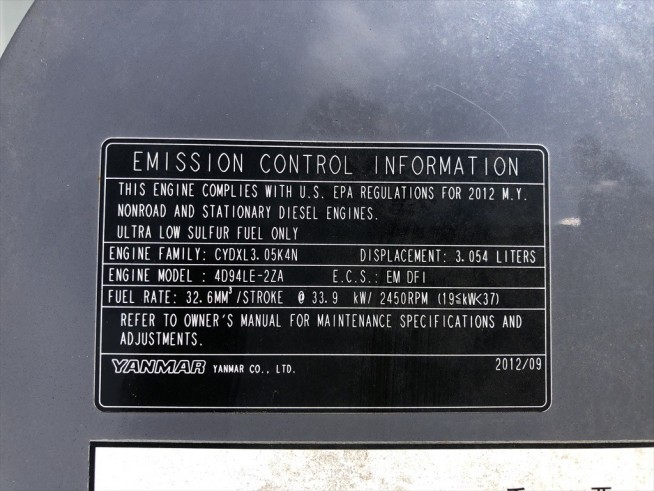 EMISSION CONTROL INFORMATION
THIS ENGINE COMPLIES WITH U.S. EPA REGULATIONS FOR 2012 M.Y.
NONROAD AND STATIONARY DIESEL ENGINES.
ULTRA LOW SULFUR FUEL ONLY
ENGINE FAMILY: CYDXL3.05K4N DISPLACEMENT: 3.054 LITERS
ENGINE MODEL : 4D94LE-2ZA E.C.S.: EM DFI
FUEL RATE: 32.6MM³/STROKE @ 33.9 kW/ 2450RPM (19≦kW<37)
REFER TO OWNER'S MANUAL FOR MAINTENANCE SPECIFICATIONS AND
ADJUSTMENTS.
YANMAR YANMAR CO., LTD. 2012/09